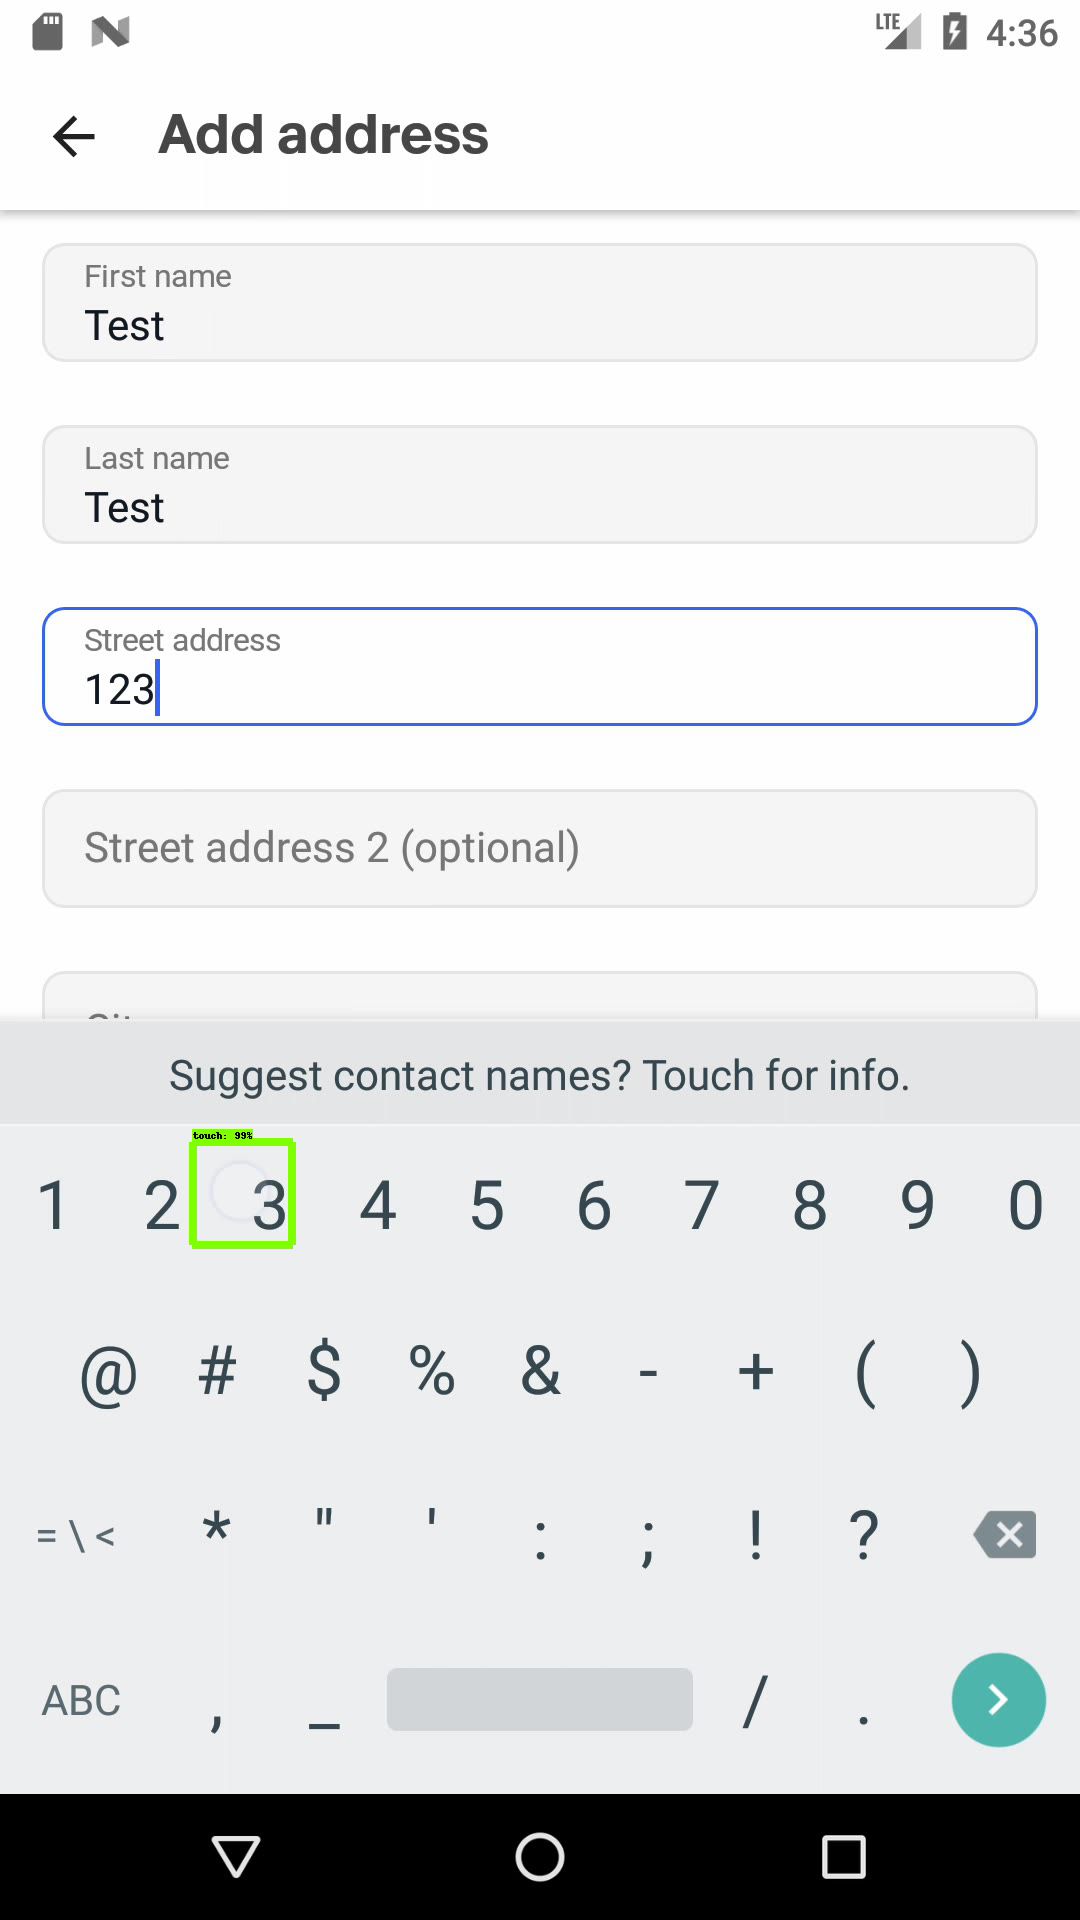 LTE 4:36
Add address
First name
Test
Last name
Test
Street address
123
Street address 2 (optional)
Suggest contact names? Touch for info.
touch: 99%
1 2 3 4 5 6 7 8 9 0
@ # $ % & - + ( )
= \ < * " ' : ; ! ?
ABC , _ / .